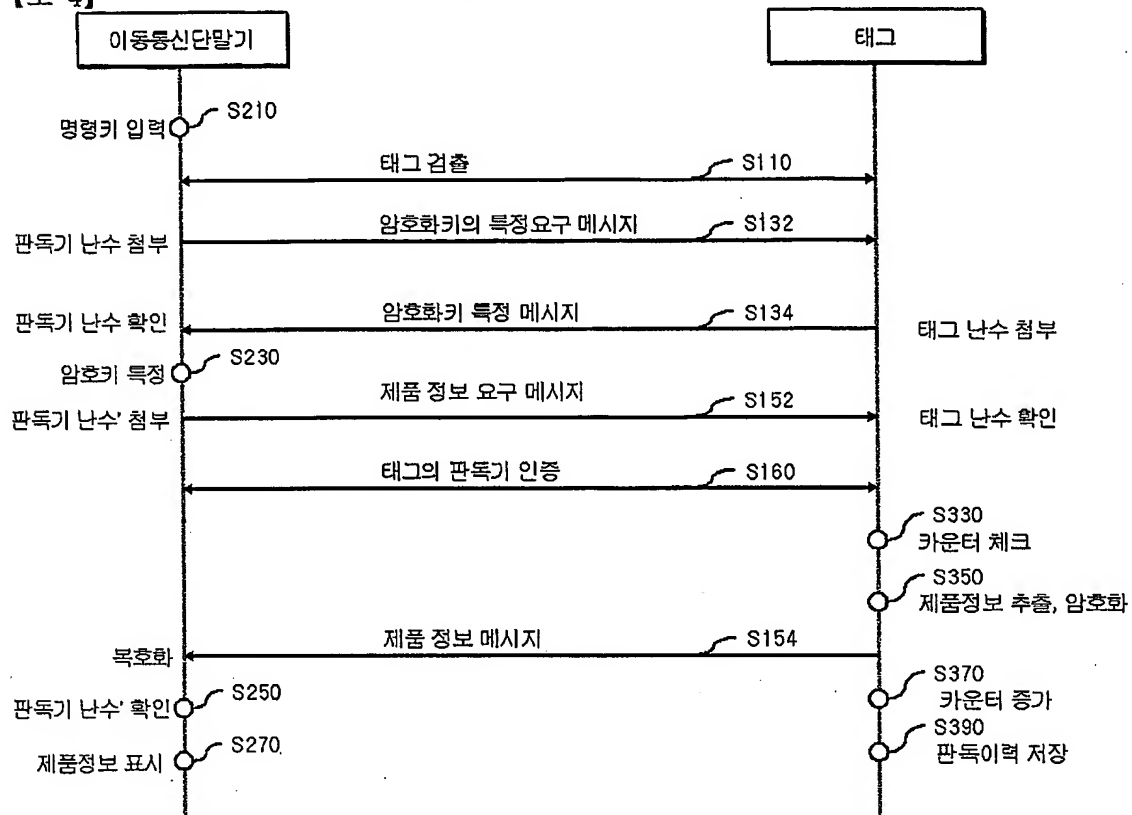 이동통신단말기
태그
명령키 입력
S210
태그 검출
S110
암호화키의 특정요구 메시지
S132
판독기 난수 첨부
암호화키 특정 메시지
S134
판독기 난수 확인
태그 난수 첨부
S230
암호키 특정
제품 정보 요구 메시지
S152
판독기 난수' 첨부
태그 난수 확인
태그의 판독기 인증
S160
S330
카운터 체크
S350
제품정보 추출, 암호화
제품 정보 메시지
S154
복호화
S370
카운터 증가
S250
판독기 난수' 확인
S390
판독이력 저장
S270
제품정보 표시